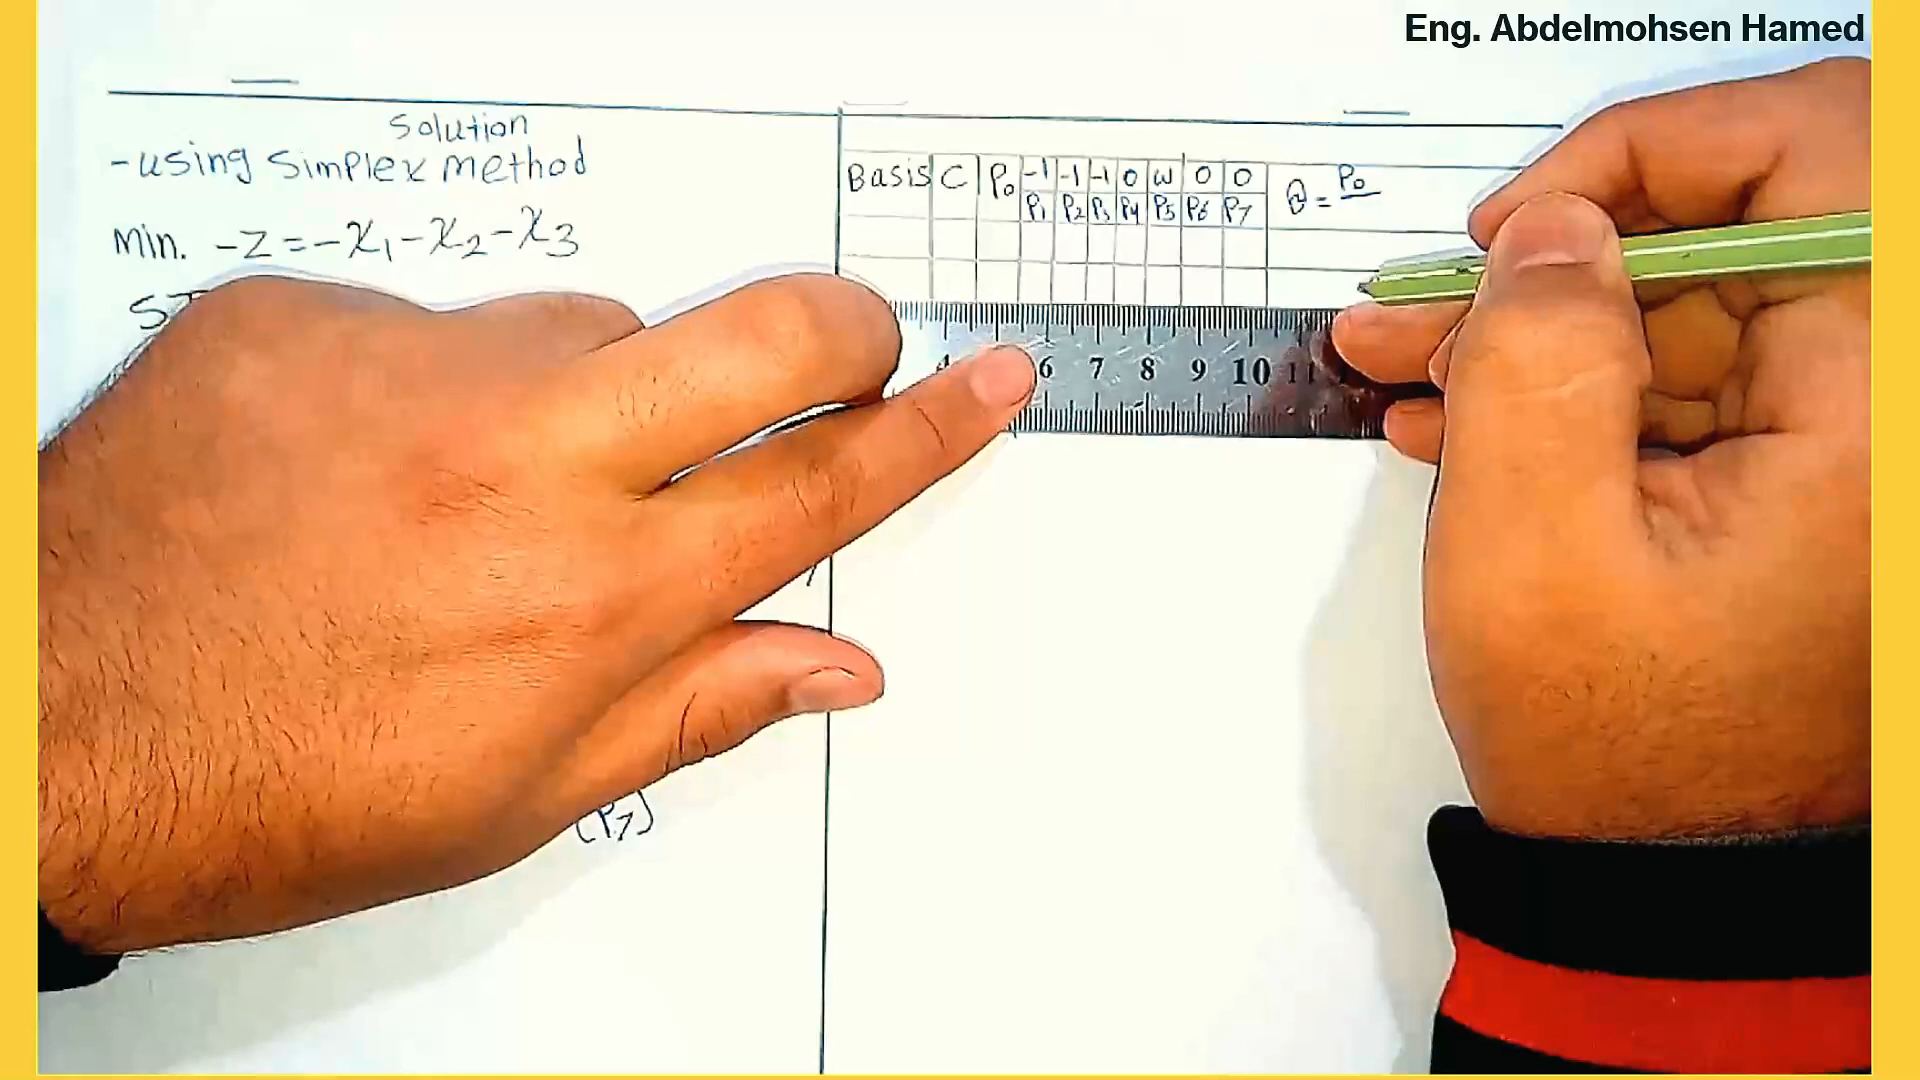 Eng. Abdelmohsen Hamed
Solution
-using Simplex method
min. -Z=-X₁-X₂-X₃
S
(P₇)
Basis C P₀ -1 -1 -1 0 w 0 0 θ = P₀
P₁ P₂ P₃ P₄ P₅ P₆ P₇
6 7 8 9 10 11